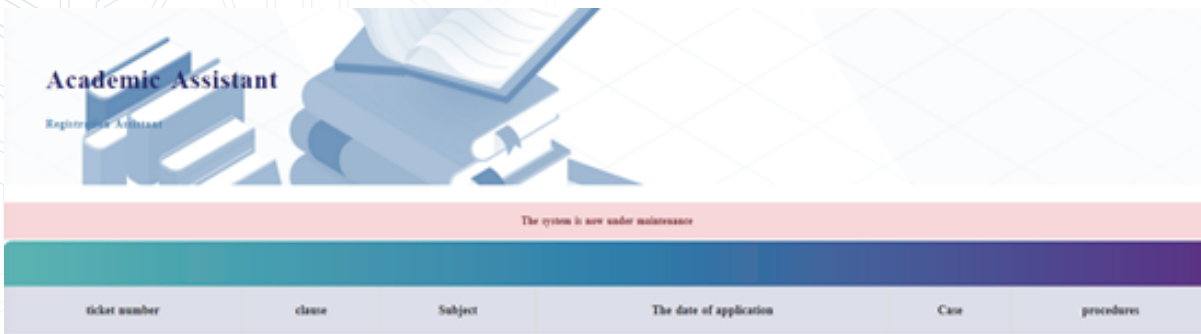 Academic Assistant
Registration Assistant
The system is now under maintenance
ticket number clause Subject The date of application Case procedures